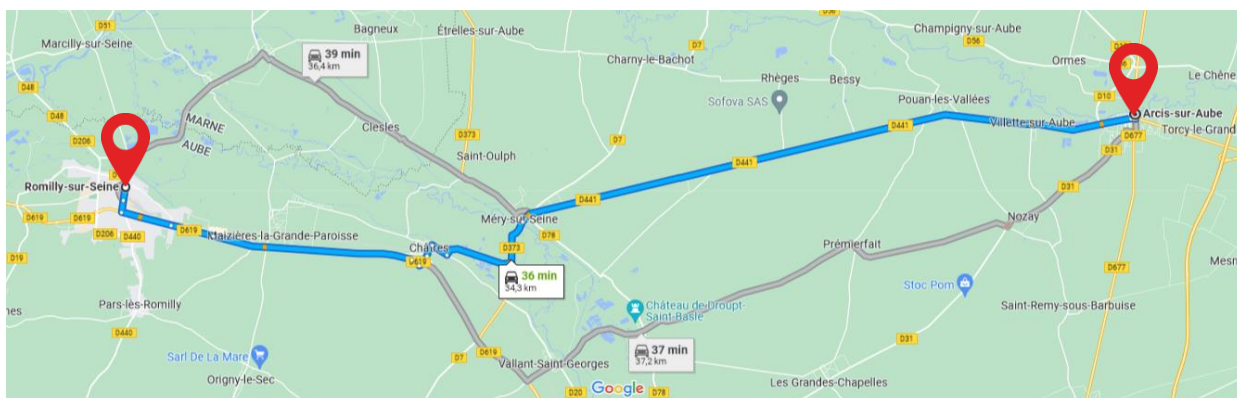 D51
Marcilly-sur-Seine
Bagneux
Étrelles-sur-Aube
D56
Champigny-sur-Aube
D56
Ormes
Le Chêne
39 min
36,4 km
D7
Charny-le-Bachot
Rhèges
Bessy
D48
D48
Sofova SAS
Pouan-les-Vallées
D10
Arcis-sur-Aube
MARNE
AUBE
Clesles
D373
D7
D441
Villette-sur-Aube
Torcy-le-Grand
D677
D206
Saint-Oulph
D31
D441
Romilly-sur-Seine
D441
D31
D619
D619
D206
D440
D619
Maizières-la-Grande-Paroisse
Méry-sur-Seine
D78
Nozay
Châtres
D373
Prémierfait
D19
D619
36 min
34,3 km
D677
Mesn
Stoc Pom
Pars-lès-Romilly
Château de Droupt-
Saint-Basle
Saint-Remy-sous-Barbuise
D440
Sarl De La Mare
D7
D619
37 min
37,2 km
D31
Vallant-Saint-Georges
Origny-le-Sec
Google
D20
D78
Les Grandes-Chapelles